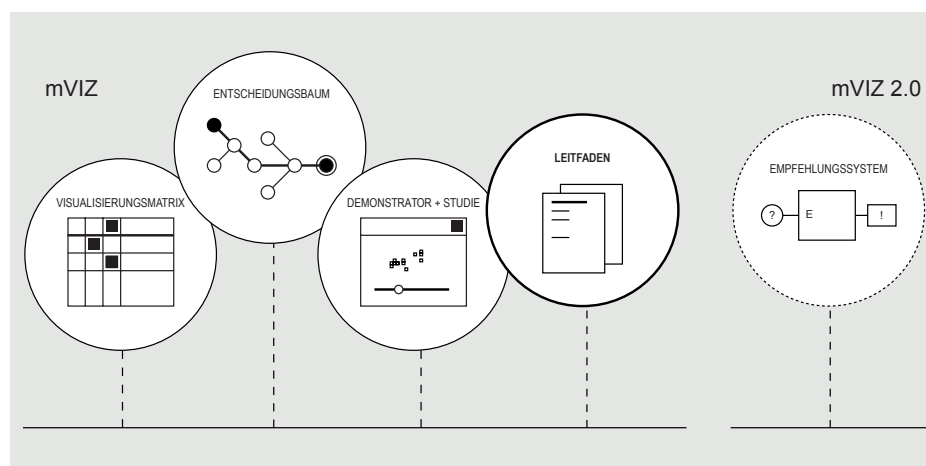 mVIZ
VISUALISIERUNGSMATRIX
ENTSCHEIDUNGSBAUM
DEMONSTRATOR + STUDIE
LEITFADEN
mVIZ 2.0
EMPFEHLUNGSSYSTEM
?
E
!